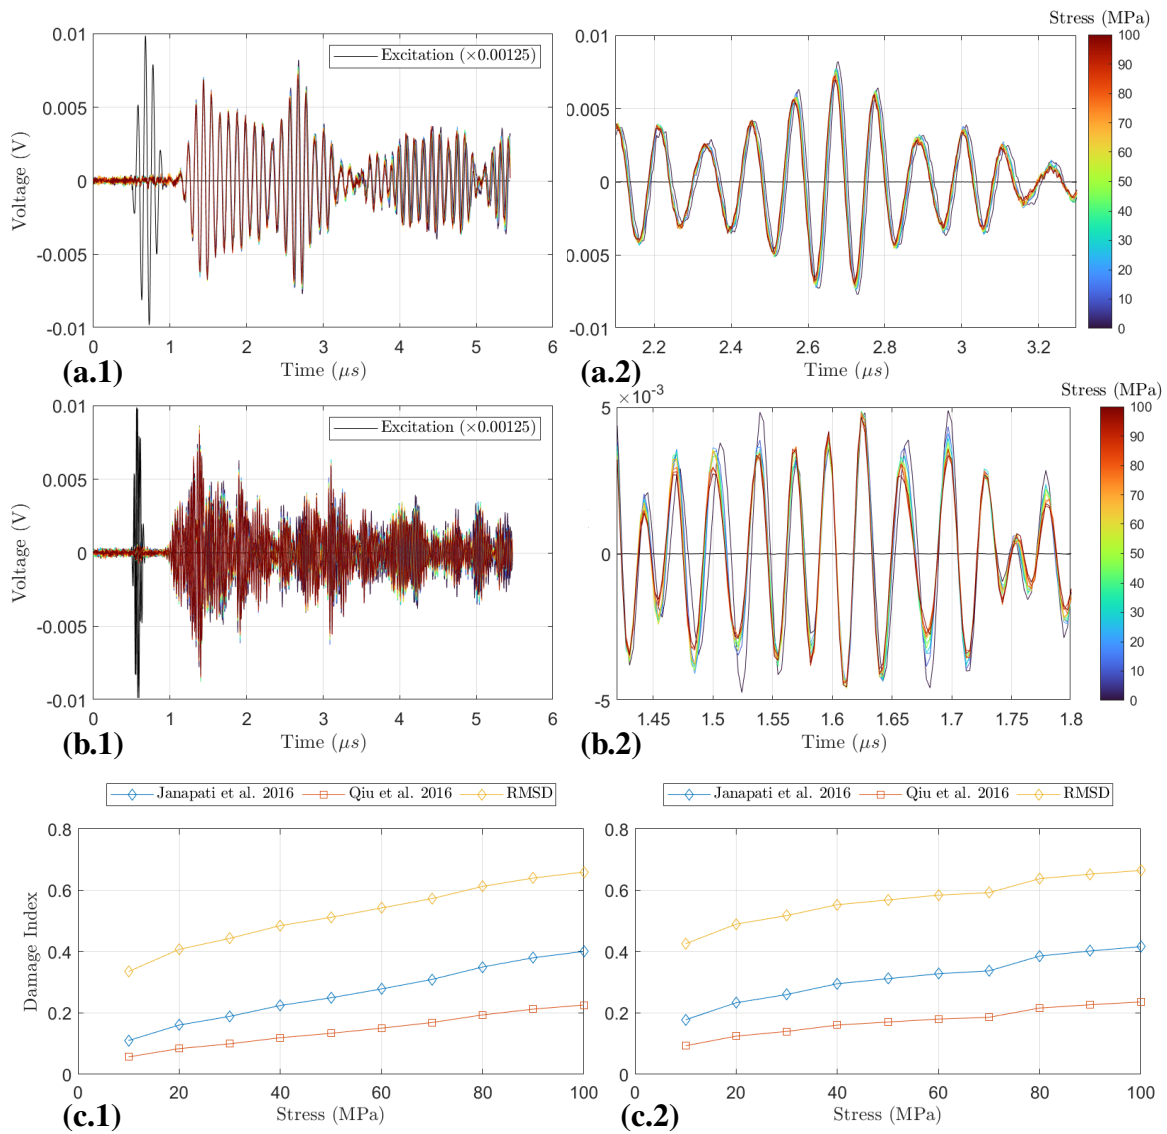 Stress (MPa)
0.01
0.005
0
-0.005
-0.01
Voltage (V)
Excitation (×0.00125)
0 1 2 3 4 5 6
Time (μs)
(a.1)
0.01
0.005
0
0.005
-0.01
2.2 2.4 2.6 2.8 3 3.2
Time (μs)
(a.2)
100
90
80
70
60
50
40
30
20
10
0
0.01
0.005
0
-0.005
-0.01
Voltage (V)
Excitation (×0.00125)
0 1 2 3 4 5 6
Time (μs)
(b.1)
Stress (MPa)
×10⁻³
5
0
-5
1.45 1.5 1.55 1.6 1.65 1.7 1.75 1.8
Time (μs)
(b.2)
100
90
80
70
60
50
40
30
20
10
0
Janapati et al. 2016 Qiu et al. 2016 RMSD
0.8
0.6
0.4
0.2
0
Damage Index
0 20 40 60 80 100
Stress (MPa)
(c.1)
Janapati et al. 2016 Qiu et al. 2016 RMSD
0.8
0.6
0.4
0.2
0
0 20 40 60 80 100
Stress (MPa)
(c.2)